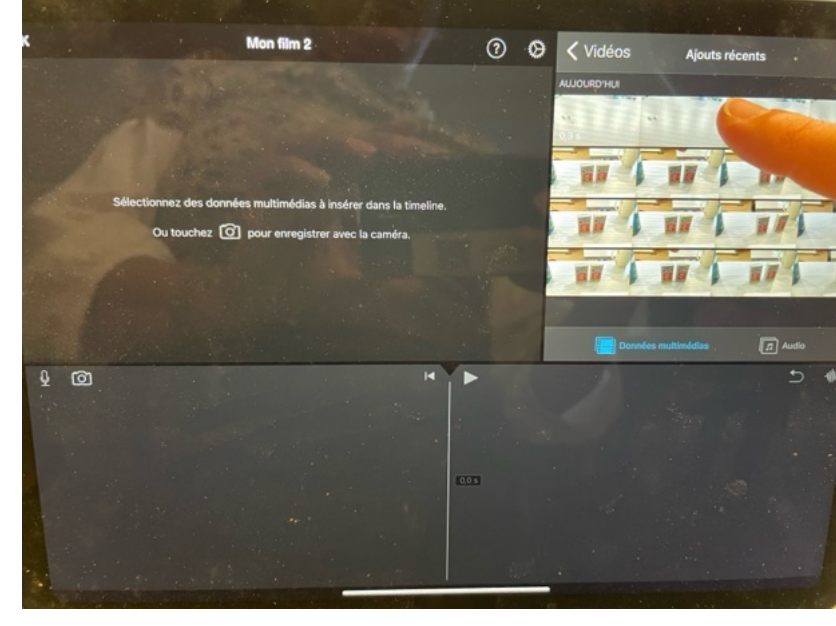 Mon film 2
?
Vidéos
Ajouts récents
AUJOURD'HUI
Sélectionnez des données multimédias à insérer dans la timeline.
Ou touchez pour enregistrer avec la caméra.
Données multimédias
Audio
0,0 s